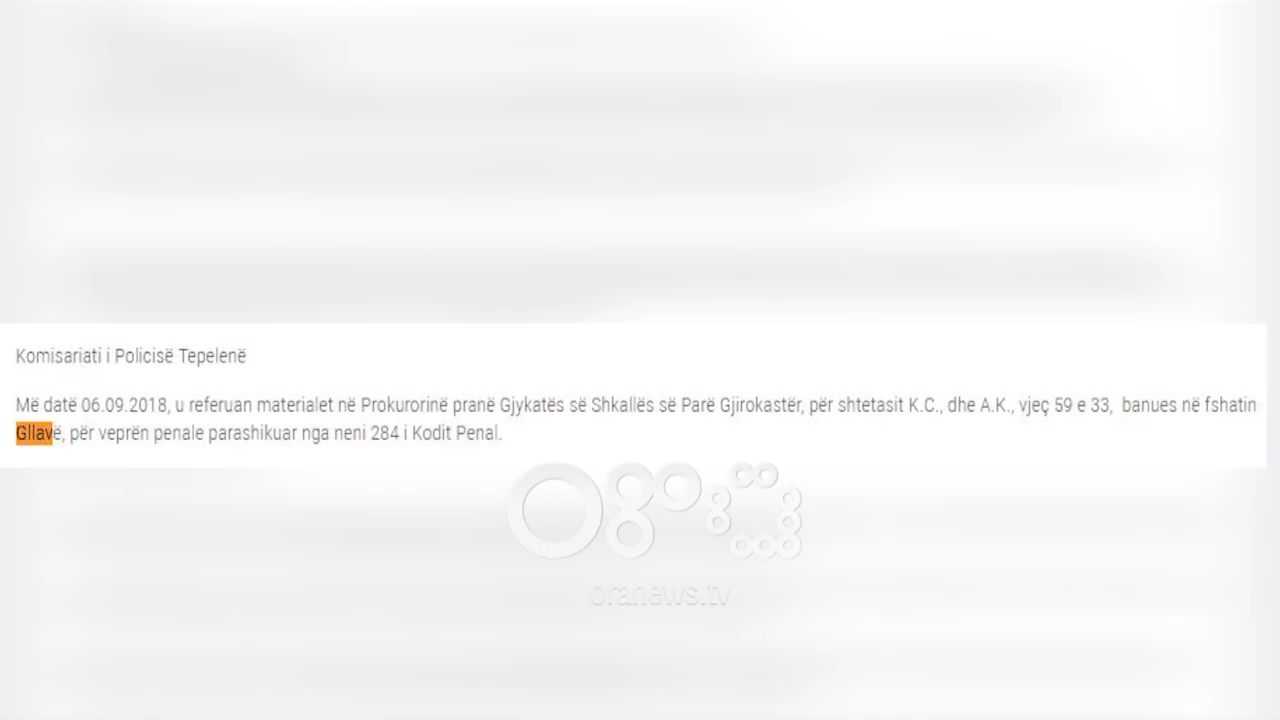 Komisariati i Policisë Tepelenë
Më datë 06.09.2018, u referuan materialet në Prokurorinë pranë Gjykatës së Shkallës së Parë Gjirokastër, për shtetasit K.C., dhe A.K., vjeç 59 e 33, banues në fshatin
Gllavë, për veprën penale parashikuar nga neni 284 i Kodit Penal.
oranews.tv